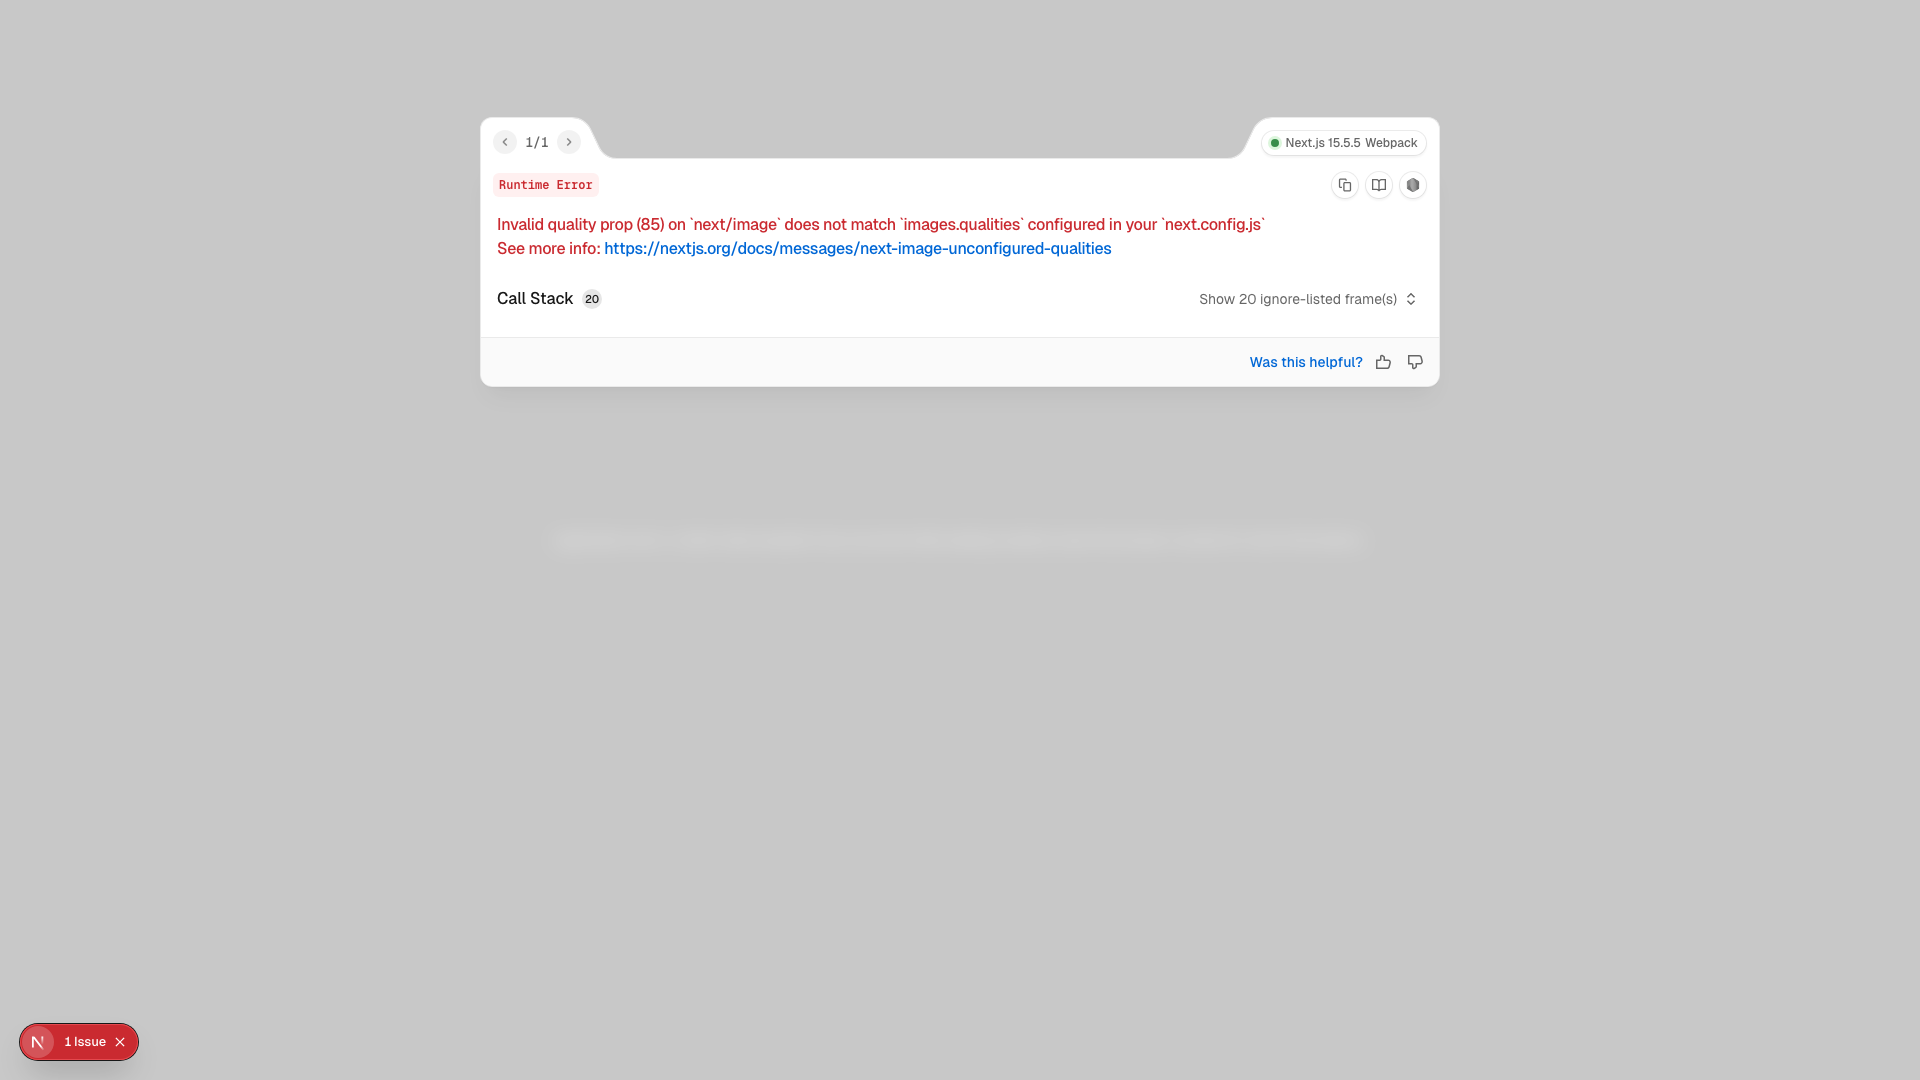 1/1
Next.js 15.5.5 Webpack
Runtime Error
Invalid quality prop (85) on `next/image` does not match `images.qualities` configured in your `next.config.js`
See more info: https://nextjs.org/docs/messages/next-image-unconfigured-qualities
Call Stack 20
Show 20 ignore-listed frame(s)
Was this helpful?
N 1 Issue